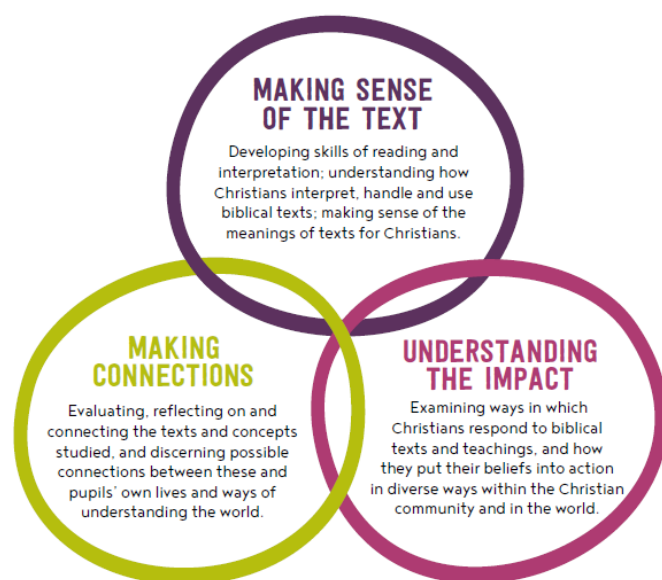 MAKING SENSE
OF THE TEXT
Developing skills of reading and
interpretation; understanding how
Christians interpret, handle and use
biblical texts; making sense of the
meanings of texts for Christians.
MAKING
CONNECTIONS
Evaluating, reflecting on and
connecting the texts and concepts
studied, and discerning possible
connections between these and
pupils' own lives and ways of
understanding the world.
UNDERSTANDING
THE IMPACT
Examining ways in which
Christians respond to biblical
texts and teachings, and how
they put their beliefs into action
in diverse ways within the Christian
community and in the world.